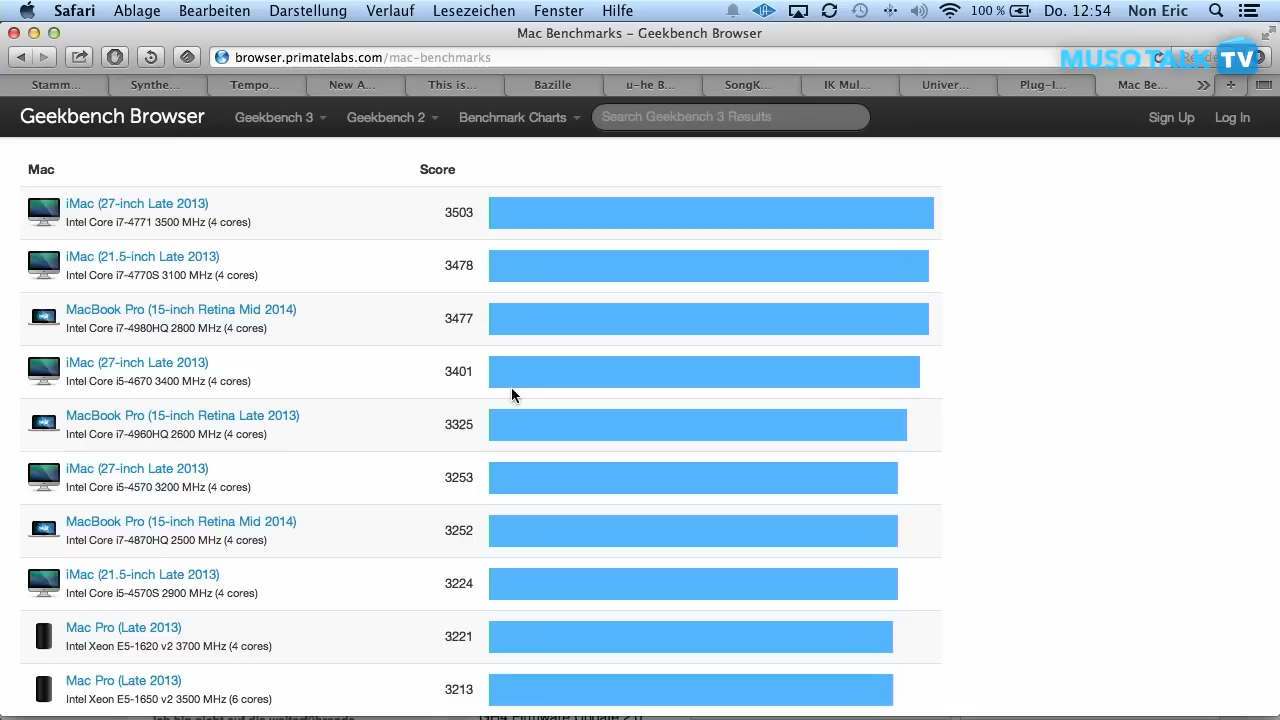 Safari Ablage Bearbeiten Darstellung Verlauf Lesezeichen Fenster Hilfe 100 % Do. 12:54 Non Eric
Mac Benchmarks – Geekbench Browser
browser.primatelabs.com/mac-benchmarks
MUSOTALK TV
Stamm... Synthe... Tempo... New A... This is... Bazille u-he B... SongK... IK Mul... Univer... Plug-I... Mac Be...
Geekbench Browser Geekbench 3 Geekbench 2 Benchmark Charts Search Geekbench 3 Results Sign Up Log In
Mac Score
iMac (27-inch Late 2013)
Intel Core i7-4771 3500 MHz (4 cores)
3503
iMac (21.5-inch Late 2013)
Intel Core i7-4770S 3100 MHz (4 cores)
3478
MacBook Pro (15-inch Retina Mid 2014)
Intel Core i7-4980HQ 2800 MHz (4 cores)
3477
iMac (27-inch Late 2013)
Intel Core i5-4670 3400 MHz (4 cores)
3401
MacBook Pro (15-inch Retina Late 2013)
Intel Core i7-4960HQ 2600 MHz (4 cores)
3325
iMac (27-inch Late 2013)
Intel Core i5-4570 3200 MHz (4 cores)
3253
MacBook Pro (15-inch Retina Mid 2014)
Intel Core i7-4870HQ 2500 MHz (4 cores)
3252
iMac (21.5-inch Late 2013)
Intel Core i5-4570S 2900 MHz (4 cores)
3224
Mac Pro (Late 2013)
Intel Xeon E5-1620 v2 3700 MHz (4 cores)
3221
Mac Pro (Late 2013)
Intel Xeon E5-1650 v2 3500 MHz (6 cores)
3213